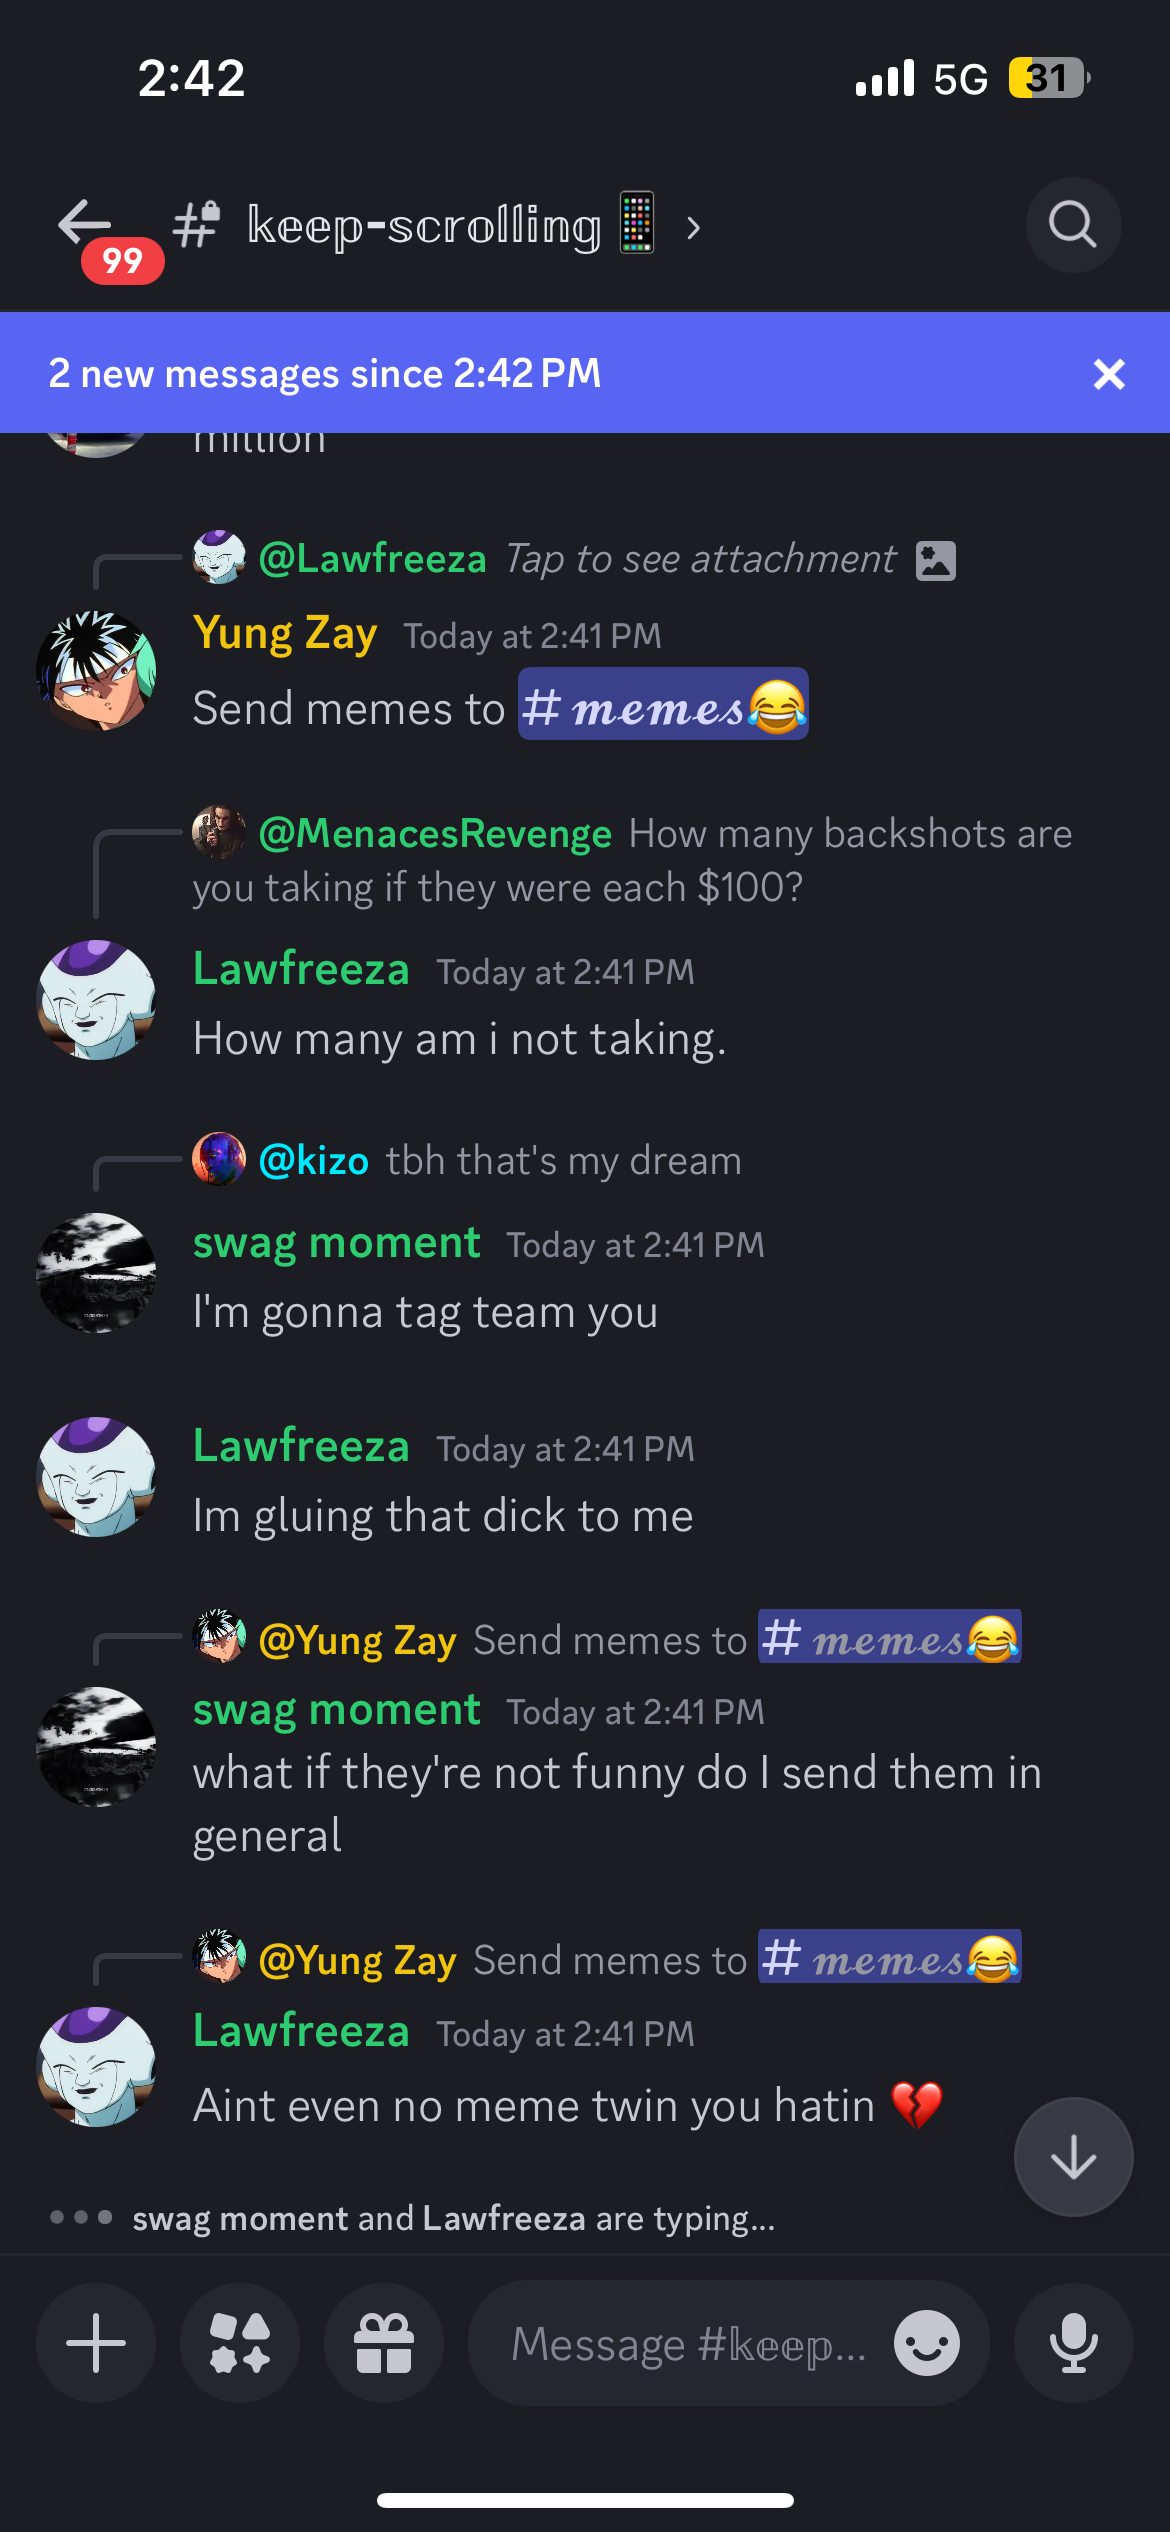 2:42 5G 31
99 # 𝕜𝕖𝕖𝕡-𝕤𝕔𝕣𝕠𝕝𝕝𝕚𝕟𝕘📱 ›
2 new messages since 2:42 PM ×
million
@Lawfreeza Tap to see attachment
Yung Zay Today at 2:41 PM
Send memes to # 𝓶𝓮𝓶𝓮𝓼😂
@MenacesRevenge How many backshots are
you taking if they were each $100?
Lawfreeza Today at 2:41 PM
How many am i not taking.
@kizo tbh that's my dream
swag moment Today at 2:41 PM
I'm gonna tag team you
Lawfreeza Today at 2:41 PM
Im gluing that dick to me
@Yung Zay Send memes to # 𝓶𝓮𝓶𝓮𝓼😂
swag moment Today at 2:41 PM
what if they're not funny do I send them in
general
@Yung Zay Send memes to # 𝓶𝓮𝓶𝓮𝓼😂
Lawfreeza Today at 2:41 PM
Aint even no meme twin you hatin 💔
swag moment and Lawfreeza are typing...
Message #𝕜𝕖𝕖𝕡...